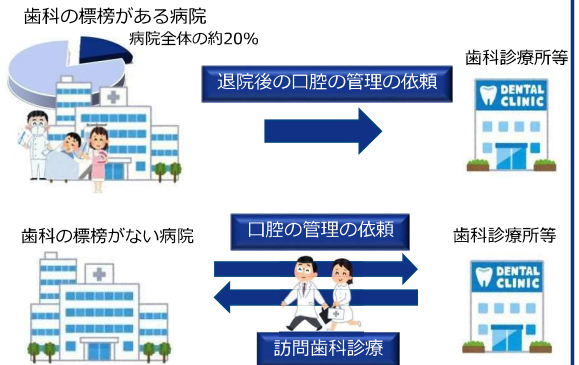 歯科の標榜がある病院
病院全体の約20%
退院後の口腔の管理の依頼
歯科診療所等
DENTAL
CLINIC
歯科の標榜がない病院
口腔の管理の依頼
歯科診療所等
DENTAL
CLINIC
訪問歯科診療